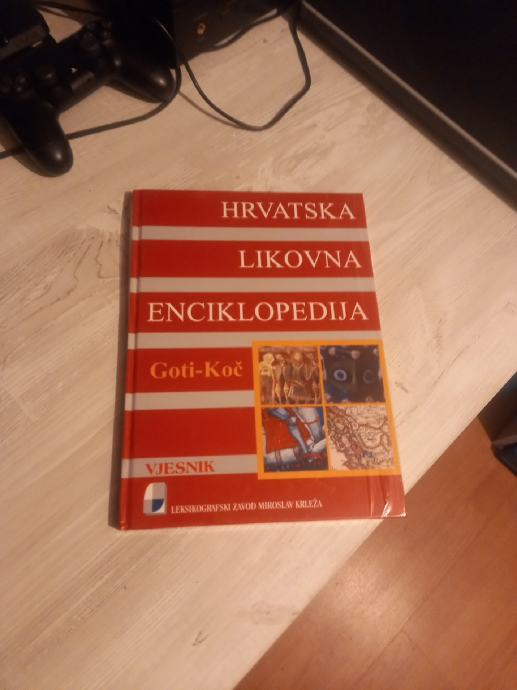 HRVATSKA
LIKOVNA
ENCIKLOPEDIJA
Goti-Koč
VJESNIK
LEKSIKOGRAFSKI ZAVOD MIROSLAV KRLEŽA